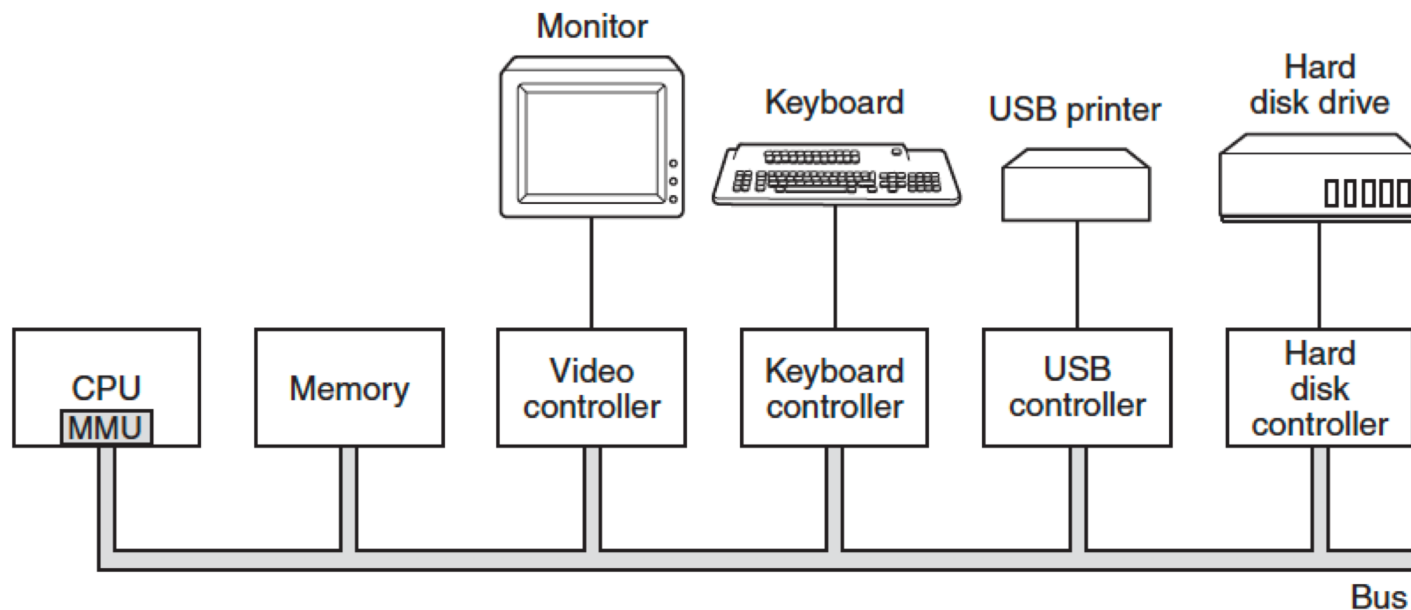 Monitor
Keyboard
USB printer
Hard
disk drive
CPU
MMU
Memory
Video
controller
Keyboard
controller
USB
controller
Hard
disk
controller
Bus